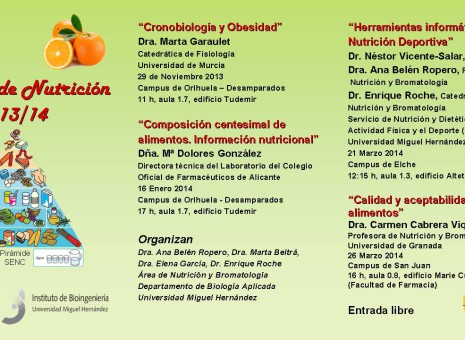 de Nutrición
13/14
Pirámide
SENC
Instituto de Bioingeniería
Universidad Miguel Hernández
“Cronobiología y Obesidad”
Dra. Marta Garaulet
Catedrática de Fisiología
Universidad de Murcia
29 de Noviembre 2013
Campus de Orihuela – Desamparados
11 h, aula 1.7, edificio Tudemir
“Composición centesimal de
alimentos. Información nutricional”
Dña. Mª Dolores González
Directora técnica del Laboratorio del Colegio
Oficial de Farmacéuticos de Alicante
16 Enero 2014
Campus de Orihuela - Desamparados
17 h, aula 1.7, edificio Tudemir
Organizan
Dra. Ana Belén Ropero, Dra. Marta Beltrá,
Dra. Elena García, Dr. Enrique Roche
Área de Nutrición y Bromatología
Departamento de Biología Aplicada
Universidad Miguel Hernández
“Herramientas informát
Nutrición Deportiva”
Dr. Néstor Vicente-Salar,
Dra. Ana Belén Ropero,
Nutrición y Bromatología
Dr. Enrique Roche, Catedr
Nutrición y Bromatología
Servicio de Nutrición y Dietétic
Actividad Física y el Deporte (
Universidad Miguel Hernández
21 Marzo 2014
Campus de Elche
12:15 h, aula 1.3, edificio Altet
“Calidad y aceptabilidad
alimentos”
Dra. Carmen Cabrera Viq
Profesora de Nutrición y Brom
Universidad de Granada
26 Marzo 2014
Campus de San Juan
16 h, aula 0.8, edificio Marie C
(Facultad de Farmacia)
Entrada libre